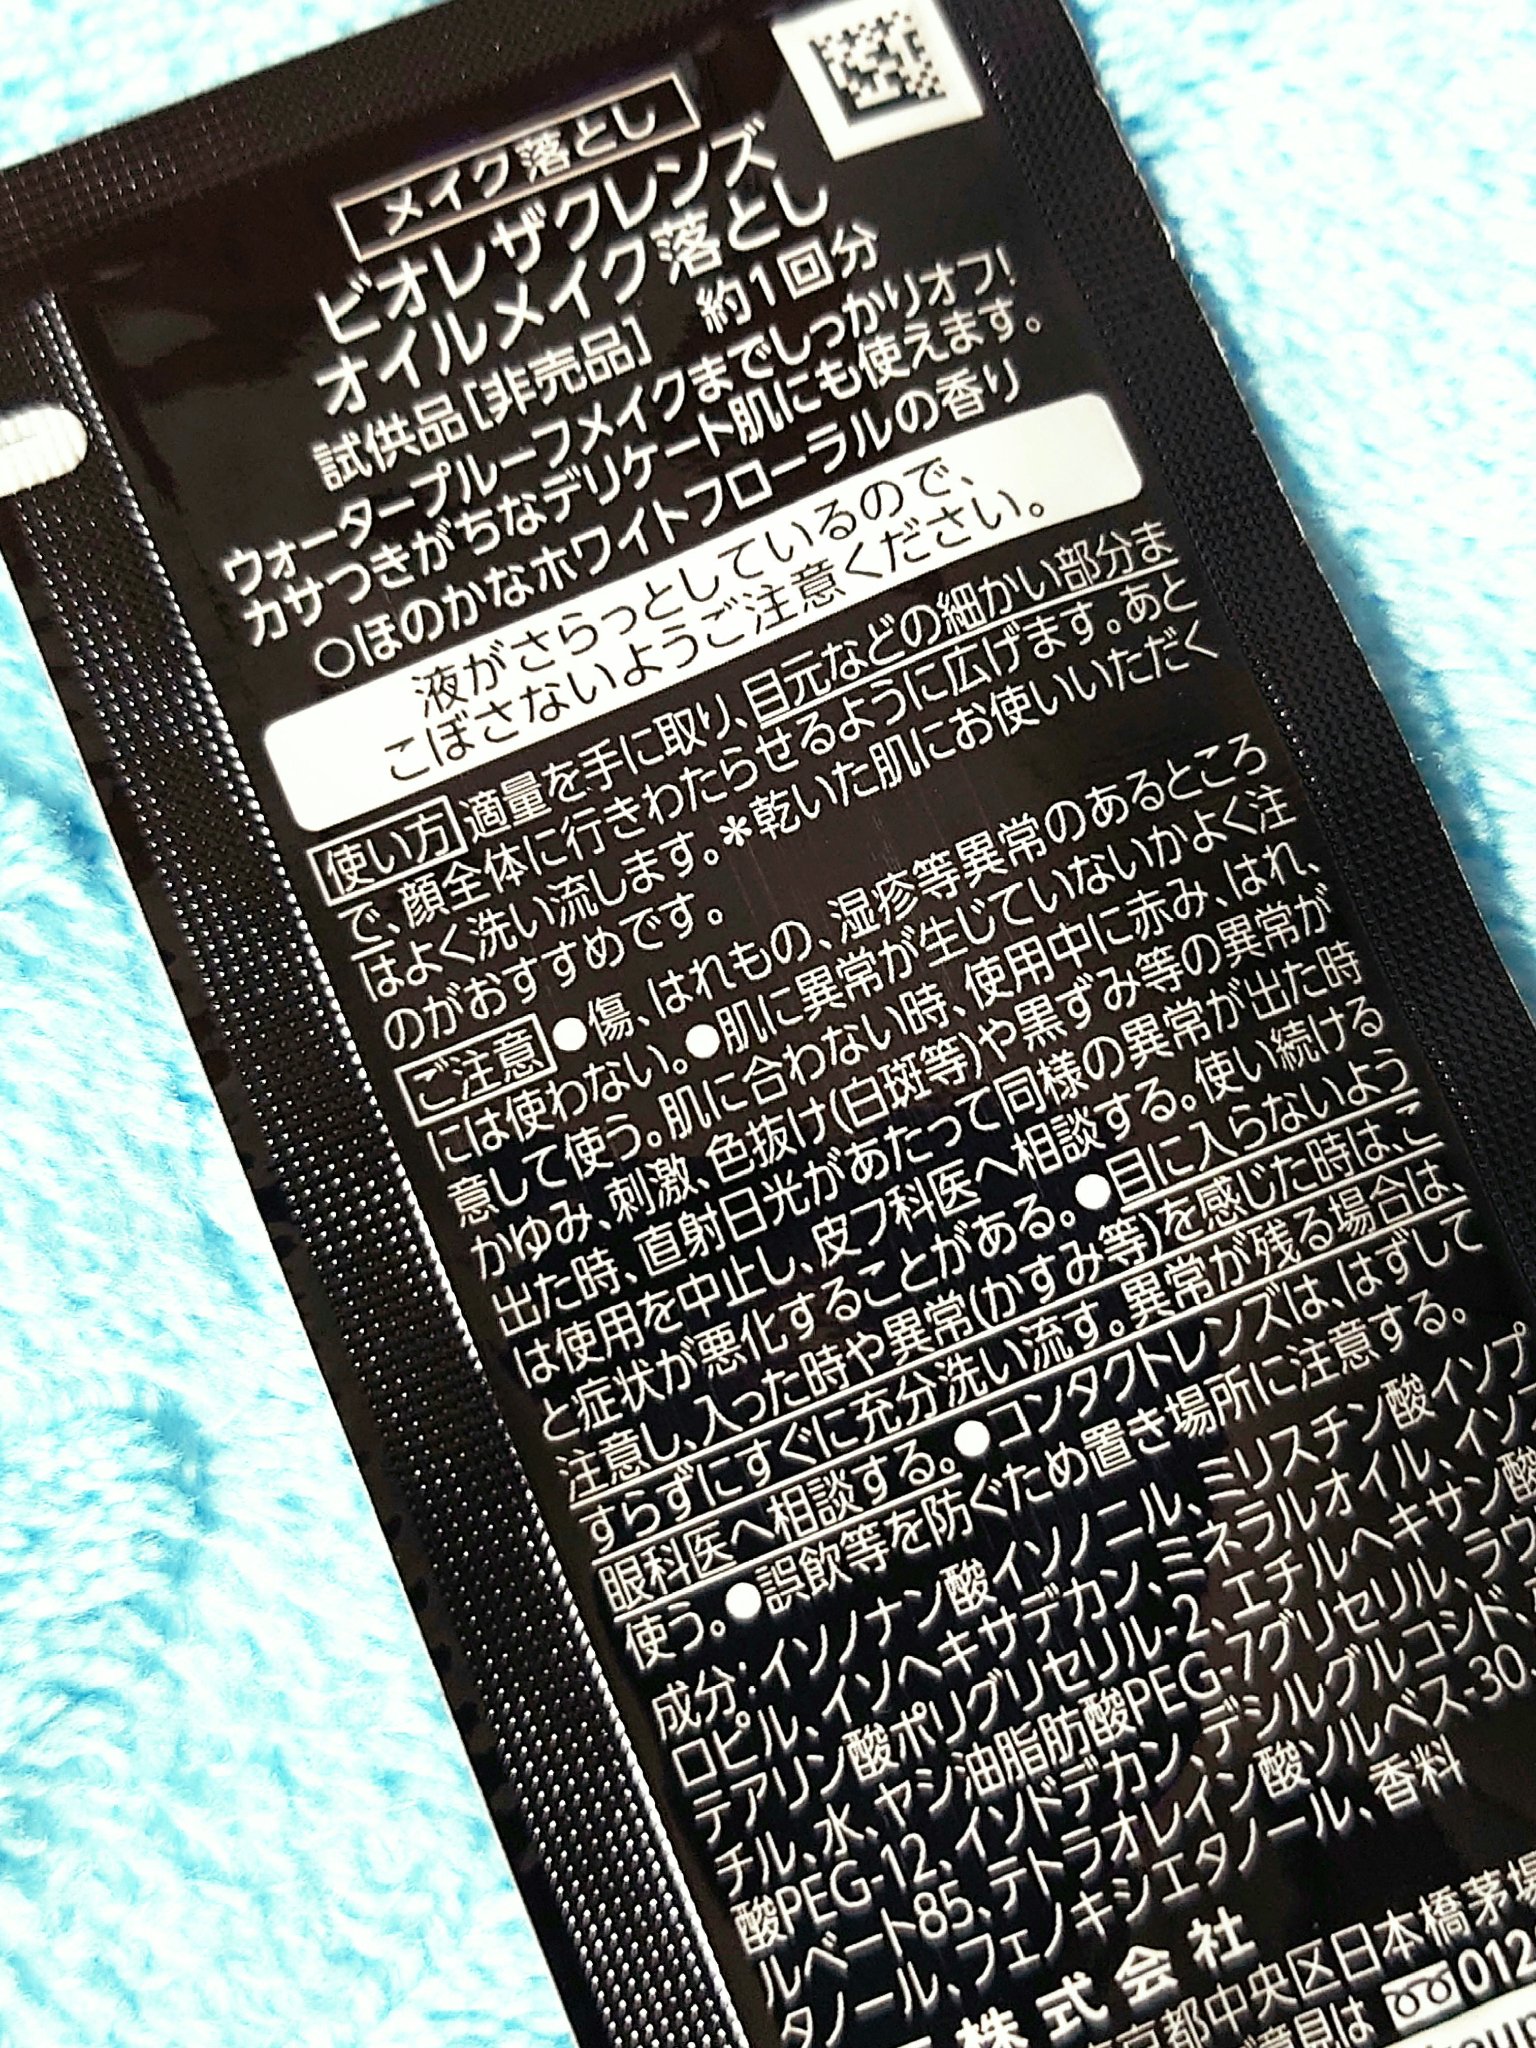 メイク落とし
ビオレザクレンズ
オイルメイク落とし
試供品[非売品] 約1回分
ウォータープルーフメイクまでしっかりオフ!
カサつきがちなデリケート肌にも使えます。
○ほのかなホワイトフローラルの香り
液がさらっとしているので、
こぼさないようご注意ください。
使い方 適量を手に取り、目元などの細かい部分ま
で、顔全体に行きわたらせるように広げます。あと
はよく洗い流します。*乾いた肌にお使いいただく
のがおすすめです。
ご注意 ●傷、はれもの、湿疹等異常のあるところ
には使わない。●肌に異常が生じていないかよく注
意して使う。肌に合わない時、使用中に赤み、はれ、
かゆみ、刺激、色抜け(白斑等)や黒ずみ等の異常が
出た時、直射日光があたって同様の異常が出た時
は使用を中止し、皮フ科医へ相談する。使い続ける
と症状が悪化することがある。●目に入らないよう
注意し、入った時や異常(かすみ等)を感じた時は、こ
すらずにすぐに充分洗い流す。異常が残る場合は、
眼科医へ相談する。●コンタクトレンズは、はずして
使う。●誤飲等を防ぐため置き場所に注意する。
成分:イソノナン酸イソノニル、ミリスチン酸イソプ
ロピル、イソヘキサデカン、ミネラルオイル、イソス
テアリン酸ポリグリセリル-2、エチルヘキサン酸
チル、水、ヤシ油脂肪酸PEG-7グリセリル、ラウ
酸PEG-12、イソドデカン、デシルグルコシド、
ルベート85、テトラオレイン酸ソルベス-30、
タノール、フェノキシエタノール、香料
株式会社
京都中央区日本橋茅場
意見は 012